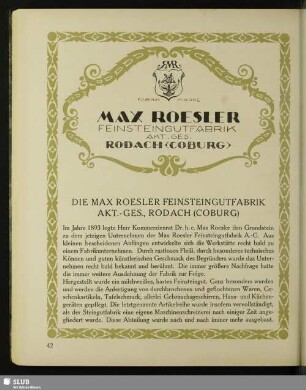 MR
FABRIK MARKE
MAX ROESLER
FEINSTEINGUTFABRIK
AKT. GES.
RODACH (COBURG)
DIE MAX ROESLER FEINSTEINGUTFABRIK
AKT.-GES., RODACH (COBURG)
Im Jahre 1893 legte Herr Kommerzienrat Dr. h. c. Max Roesler den Grundstein
zu dem jetzigen Unternehmen der Max Roesler Feinsteingutfabrik A.-G. Aus
kleinen bescheidenen Anfängen entwickelte sich die Werkstätte recht bald zu
einem Fabrikunternehmen. Durch rastlosen Fleiß, durch besonderes technisches
Können und guten künstlerischen Geschmack des Begründers wurde das Unter-
nehmen recht bald bekannt und berühmt. Die immer größere Nachfrage hatte
die immer weitere Ausdehnung der Fabrik zur Folge.
Hergestellt wurde ein milchweißes, hartes Feinsteingut. Ganz besonders wurden
und werden die Anfertigung von durchbrochenen und geflochtenen Waren, Ge-
schenkartikeln, Tafelschmuck, allerlei Gebrauchsgeschirren, Haus- und Küchen-
geräten gepflegt. Die letztgenannte Artikelreihe wurde insofern vervollständigt,
als der Steingutfabrik eine eigene Maschinenschreinerei nach einiger Zeit ange-
gliedert wurde. Diese Abteilung wurde nach und nach immer mehr ausgebaut.
42
SLUB